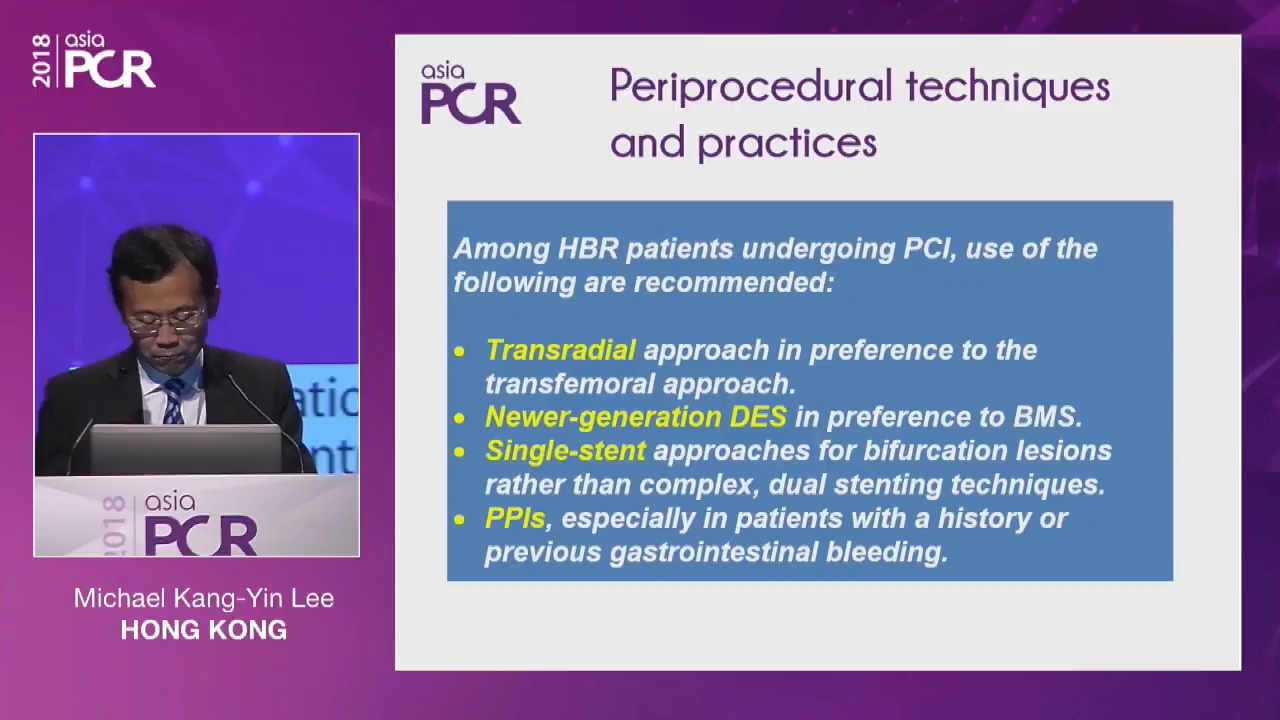 2018
asia
PCR
asia
PCR
Periprocedural techniques
and practices
Among HBR patients undergoing PCI, use of the
following are recommended:
• Transradial approach in preference to the
transfemoral approach.
• Newer-generation DES in preference to BMS.
• Single-stent approaches for bifurcation lesions
rather than complex, dual stenting techniques.
• PPIs, especially in patients with a history or
previous gastrointestinal bleeding.
atic
nt
2018
asia
PCR
Michael Kang-Yin Lee
HONG KONG